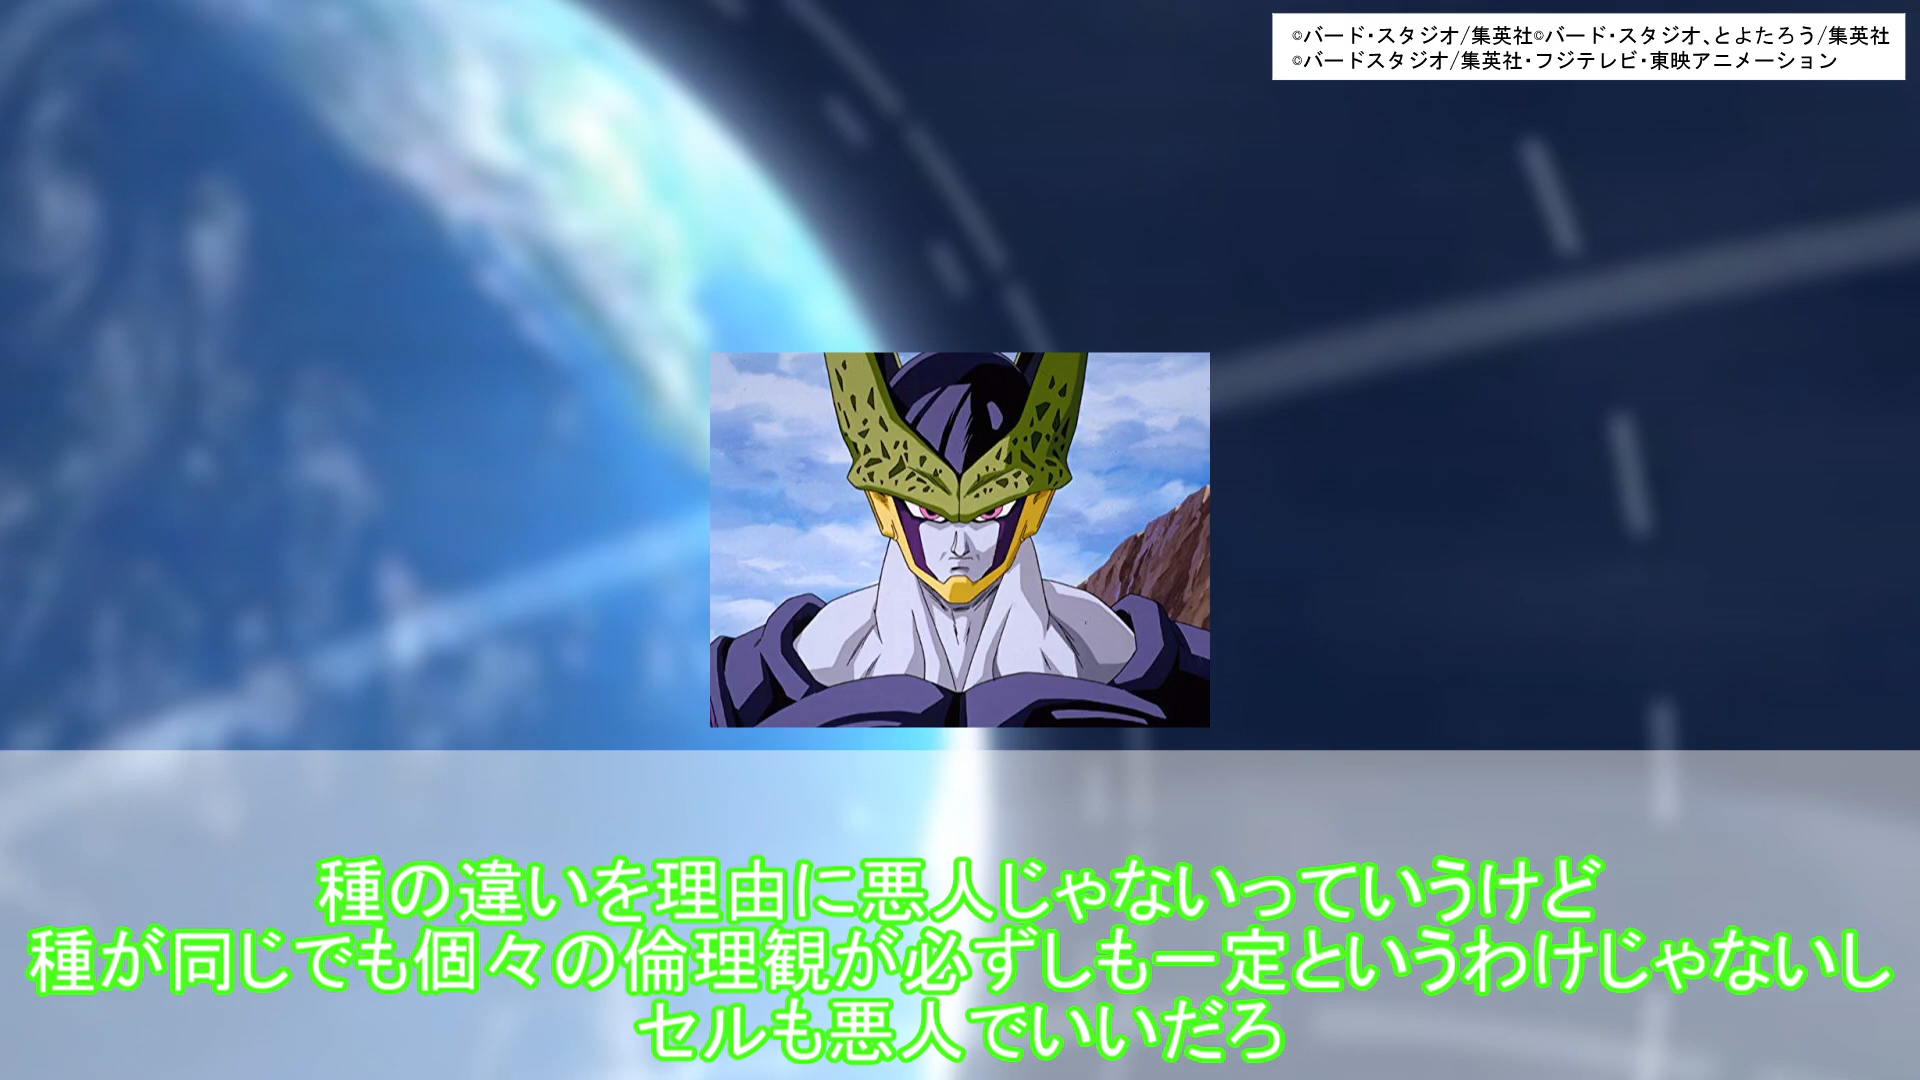 ©バード・スタジオ/集英社©バード・スタジオ、とよたろう/集英社
©バードスタジオ/集英社・フジテレビ・東映アニメーション
種の違いを理由に悪人じゃないっていうけど
種が同じでも個々の倫理観が必ずしも一定というわけじゃないし
セルも悪人でいいだろ